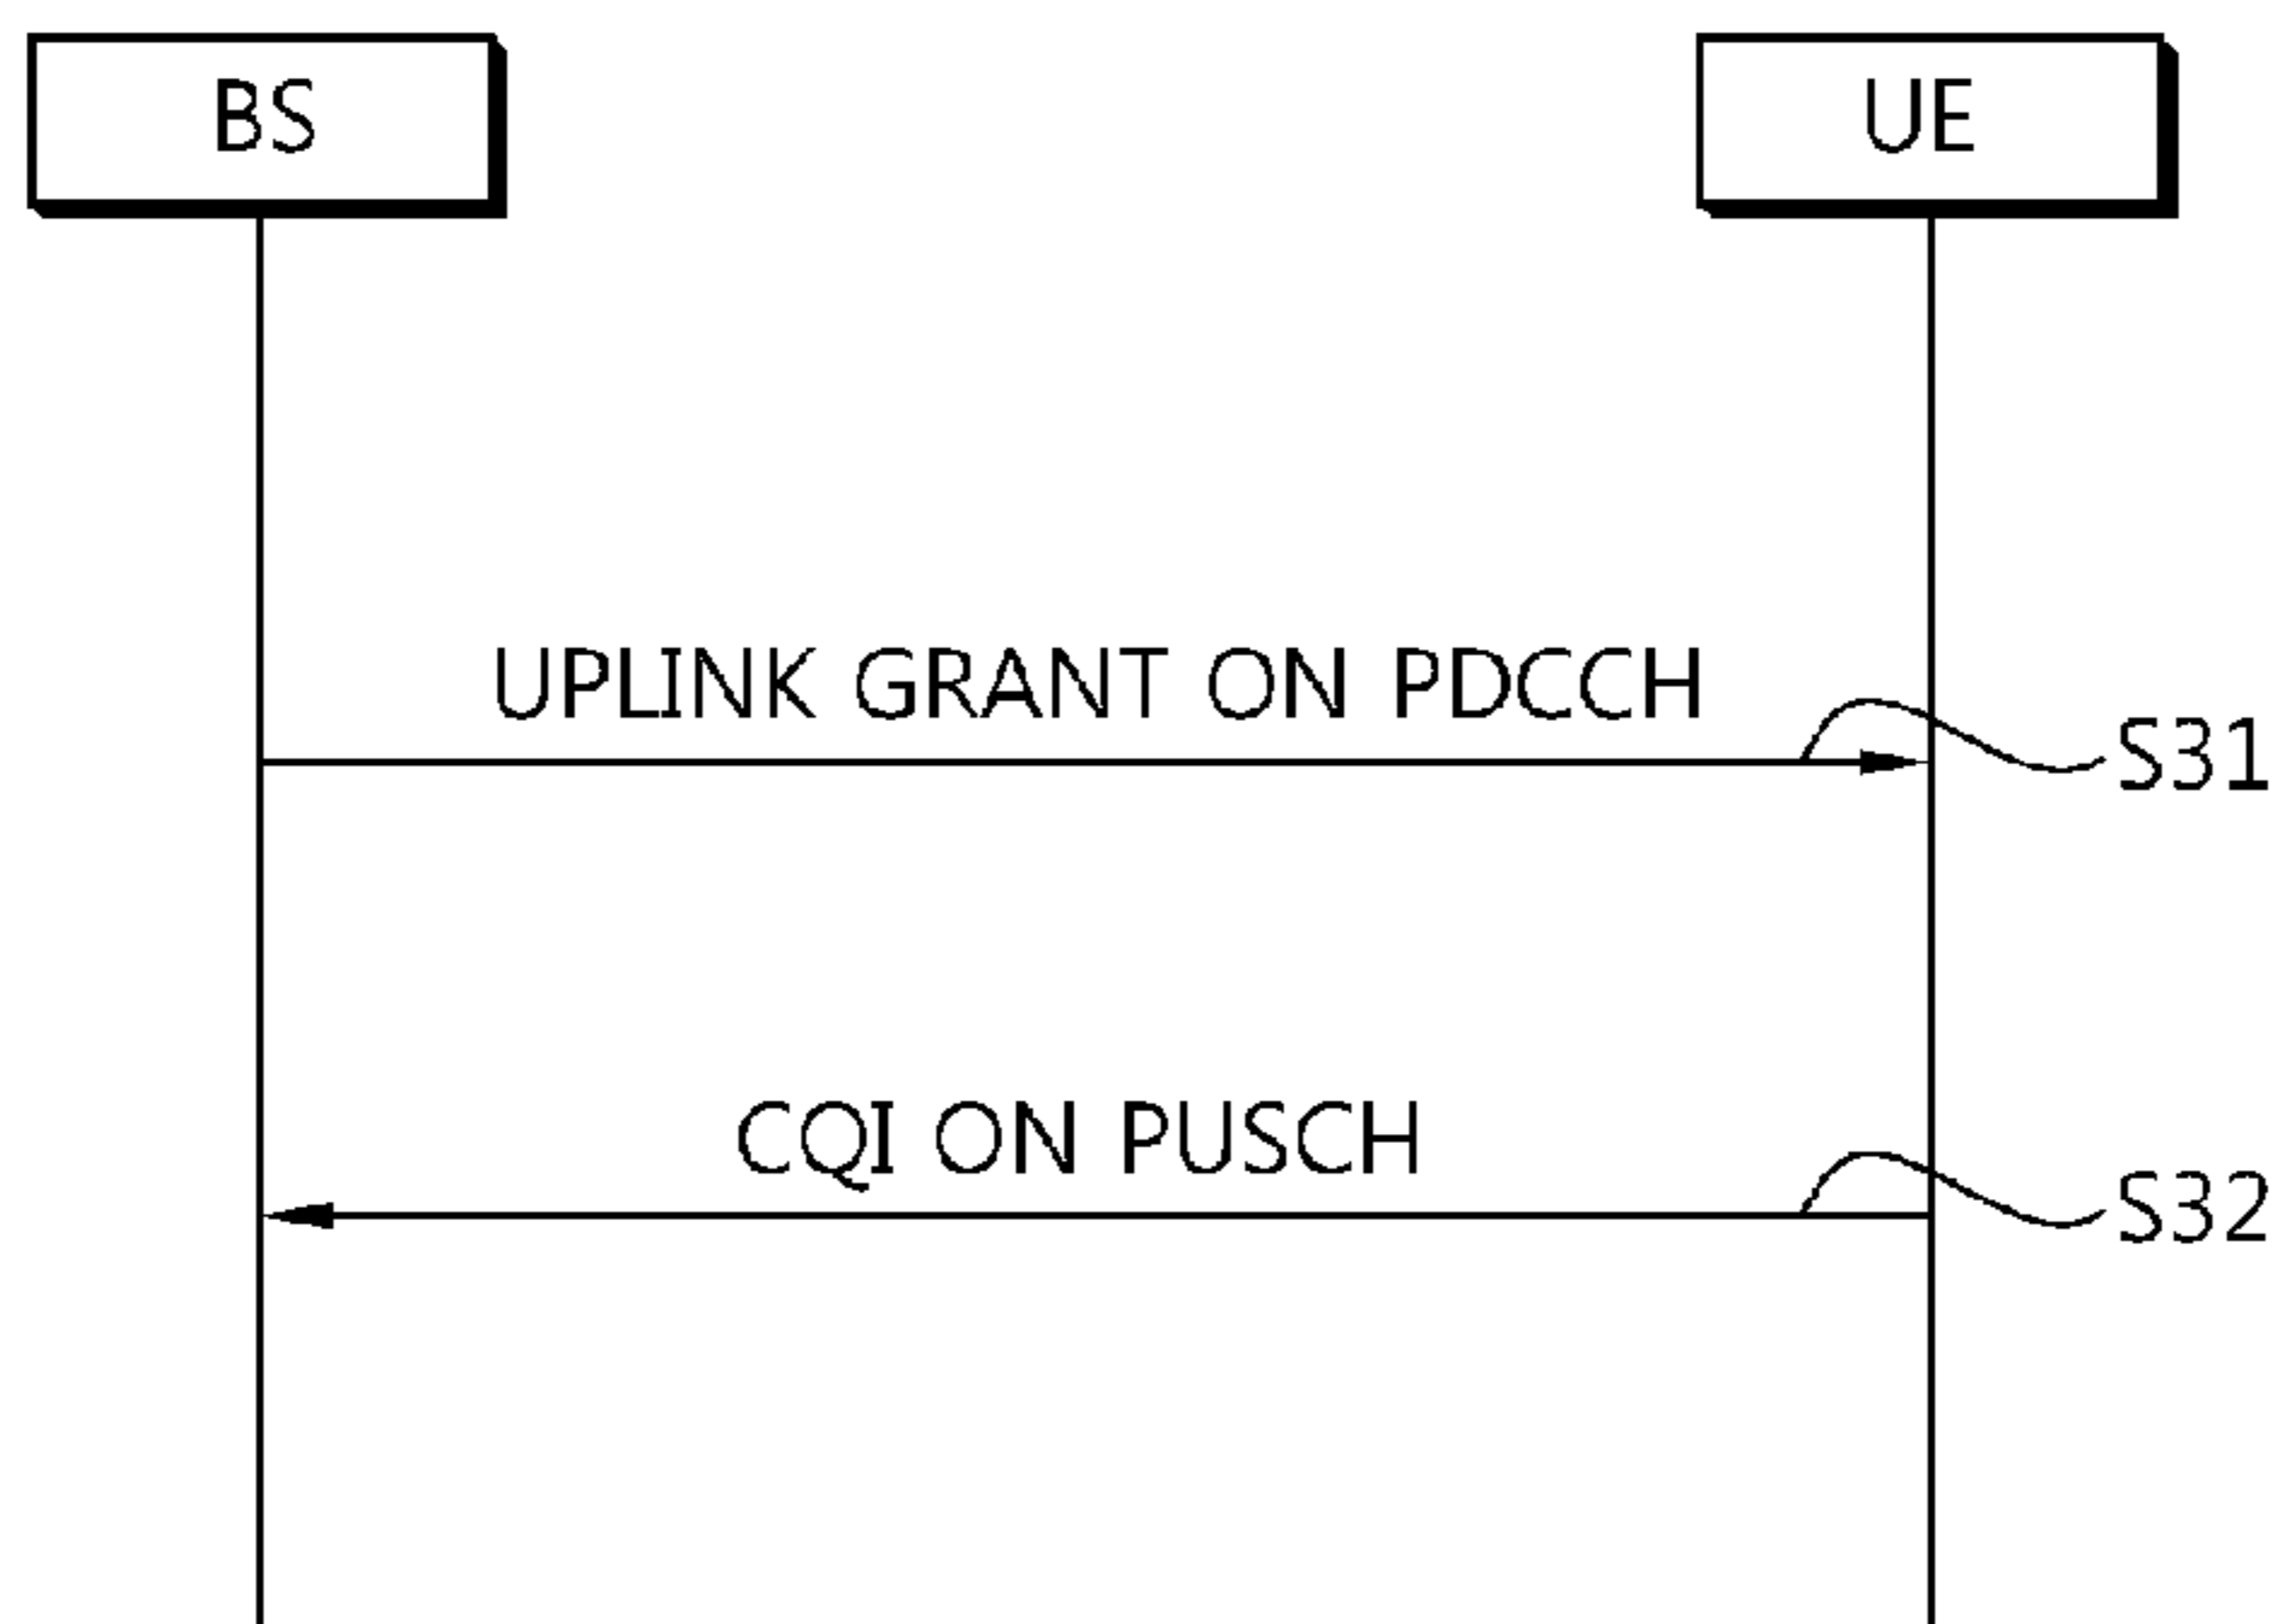 BS
UE
UPLINK GRANT ON PDCCH
S31
CQI ON PUSCH
S32